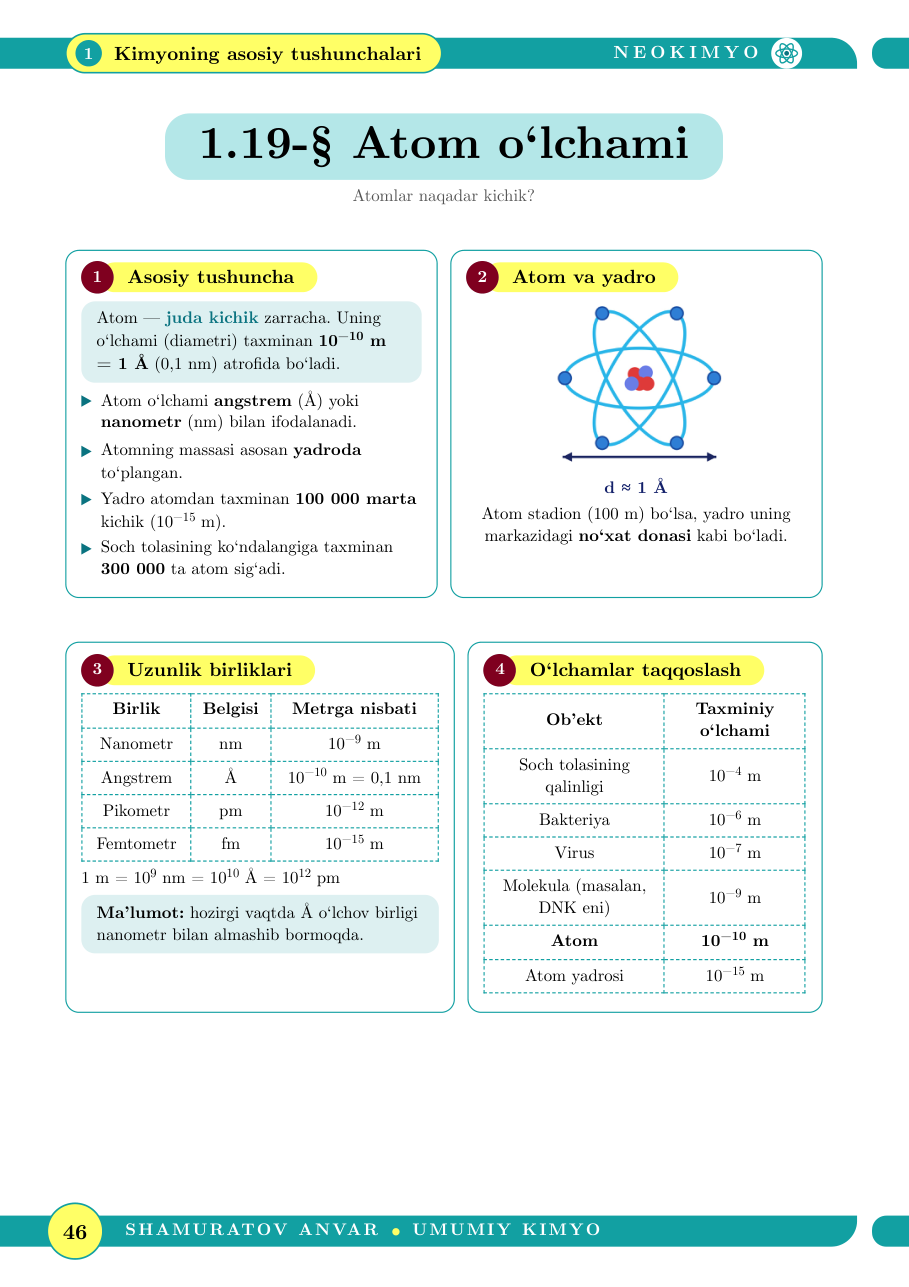 1 Kimyoning asosiy tushunchalari
NEOKIMYO
1.19-§ Atom o‘lchami
Atomlar naqadar kichik?
1 Asosiy tushuncha
Atom — juda kichik zarracha. Uning
o‘lchami (diametri) taxminan 10⁻¹⁰ m
= 1 Å (0,1 nm) atrofida bo‘ladi.
▶ Atom o‘lchami angstrem (Å) yoki
nanometr (nm) bilan ifodalanadi.
▶ Atomning massasi asosan yadroda
to‘plangan.
▶ Yadro atomdan taxminan 100 000 marta
kichik (10⁻¹⁵ m).
▶ Soch tolasining ko‘ndalangiga taxminan
300 000 ta atom sig‘adi.
2 Atom va yadro
d ≈ 1 Å
Atom stadion (100 m) bo‘lsa, yadro uning
markazidagi no‘xat donasi kabi bo‘ladi.
3 Uzunlik birliklari
Birlik Belgisi Metrga nisbati
Nanometr nm 10⁻⁹ m
Angstrem Å 10⁻¹⁰ m = 0,1 nm
Pikometr pm 10⁻¹² m
Femtometr fm 10⁻¹⁵ m
1 m = 10⁹ nm = 10¹⁰ Å = 10¹² pm
Ma’lumot: hozirgi vaqtda Å o‘lchov birligi
nanometr bilan almashib bormoqda.
4 O‘lchamlar taqqoslash
Ob’ekt Taxminiy
o‘lchami
Soch tolasining
qalinligi 10⁻⁴ m
Bakteriya 10⁻⁶ m
Virus 10⁻⁷ m
Molekula (masalan,
DNK eni) 10⁻⁹ m
Atom 10⁻¹⁰ m
Atom yadrosi 10⁻¹⁵ m
46 SHAMURATOV ANVAR • UMUMIY KIMYO